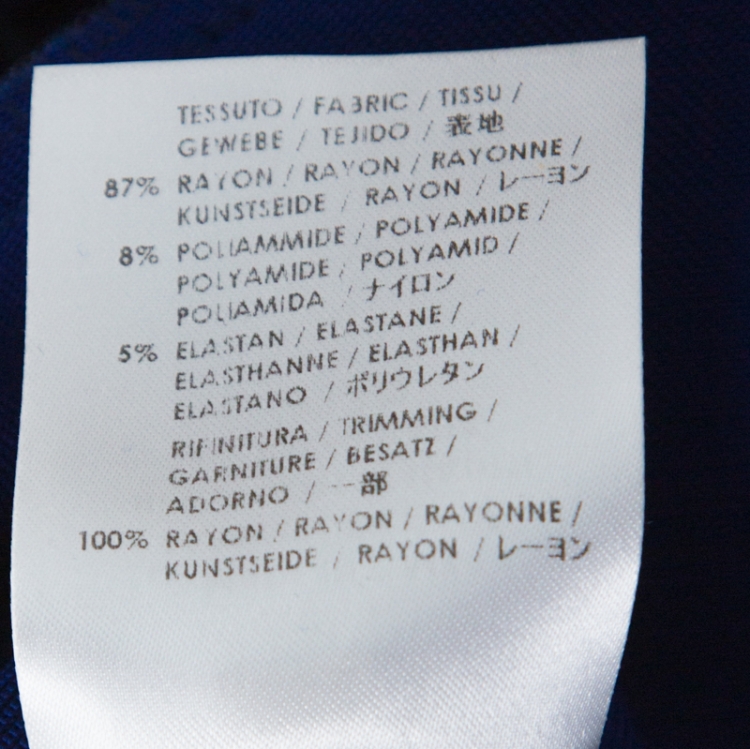 TESSUTO / FABRIC / TISSU /
GEWEBE / TEJIDO / 表地
87% RAYON / RAYON / RAYONNE /
KUNSTSEIDE / RAYON / レーヨン
8% POLIAMMIDE / POLYAMIDE /
POLYAMIDE / POLYAMID /
POLIAMIDA / ナイロン
5% ELASTAN / ELASTANE /
ELASTHANNE / ELASTHAN /
ELASTANO / ポリウレタン
RIFINITURA / TRIMMING /
GARNITURE / BESATZ /
ADORNO / 一部
100% RAYON / RAYON / RAYONNE /
KUNSTSEIDE / RAYON / レーヨン